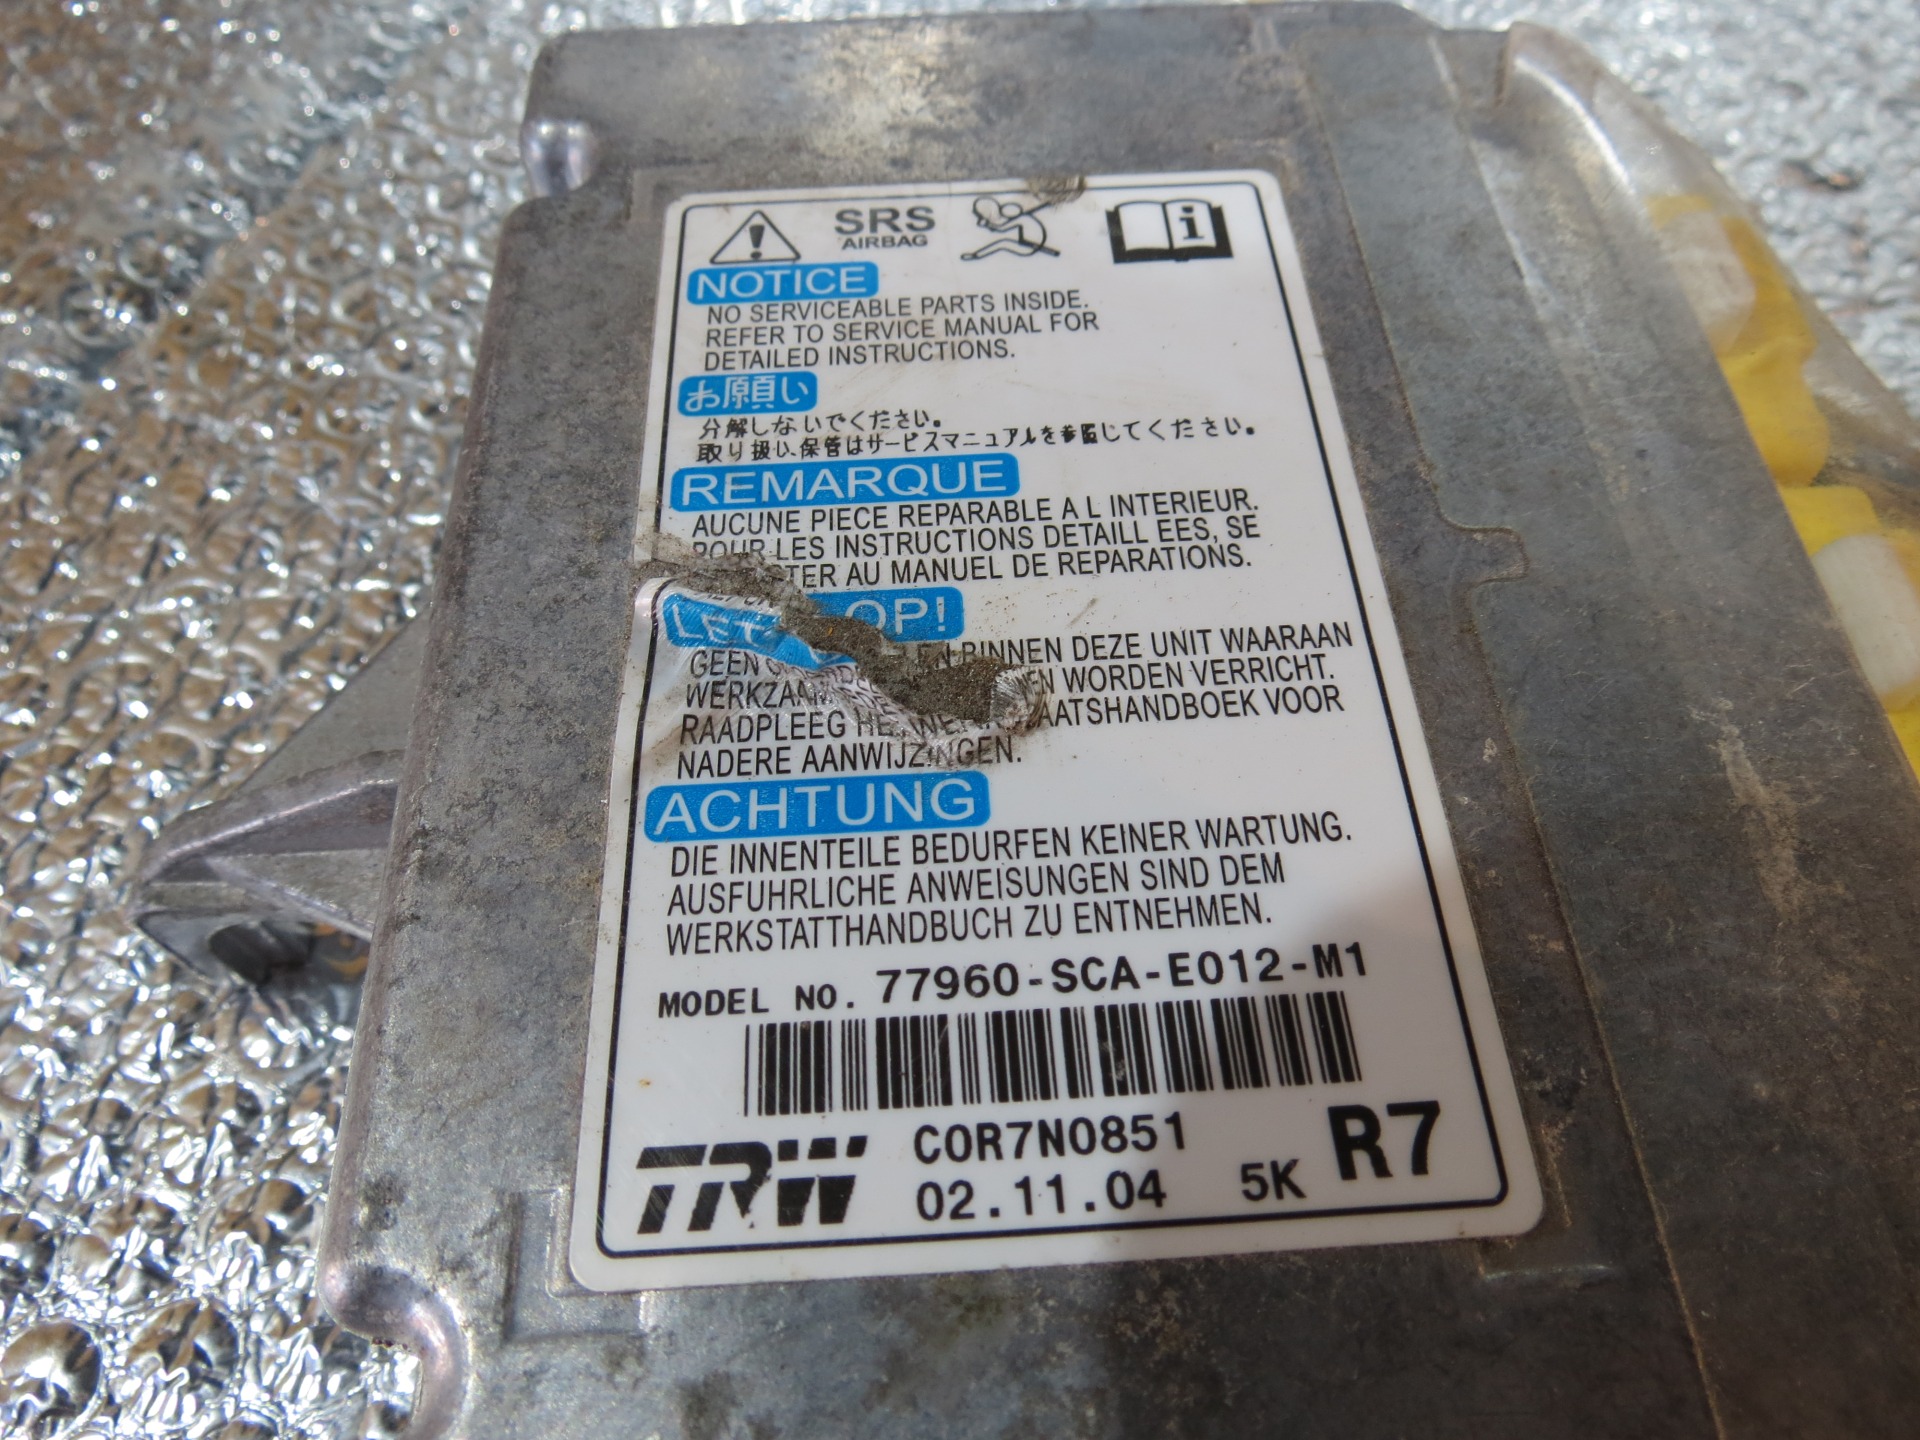 SRS
AIRBAG
i
NOTICE
NO SERVICEABLE PARTS INSIDE.
REFER TO SERVICE MANUAL FOR
DETAILED INSTRUCTIONS.
お願い
分解しないでください。
取り扱い、保管はサービスマニュアルを参照してください。
REMARQUE
AUCUNE PIECE REPARABLE A L INTERIEUR.
POUR LES INSTRUCTIONS DETAILL EES, SE
AU MANUEL DE REPARATIONS.
OP!
GEEN BINNEN DEZE UNIT WAARAAN
WORDEN VERRICHT.
RAADPLEEG VOOR
NADERE AANWIJZINGEN.
ACHTUNG
DIE INNENTEILE BEDURFEN KEINER WARTUNG.
AUSFUHRLICHE ANWEISUNGEN SIND DEM
WERKSTATTHANDBUCH ZU ENTNEHMEN.
MODEL NO. 77960-SCA-E012-M1
TRW C0R7N0851 R7
02.11.04 5K